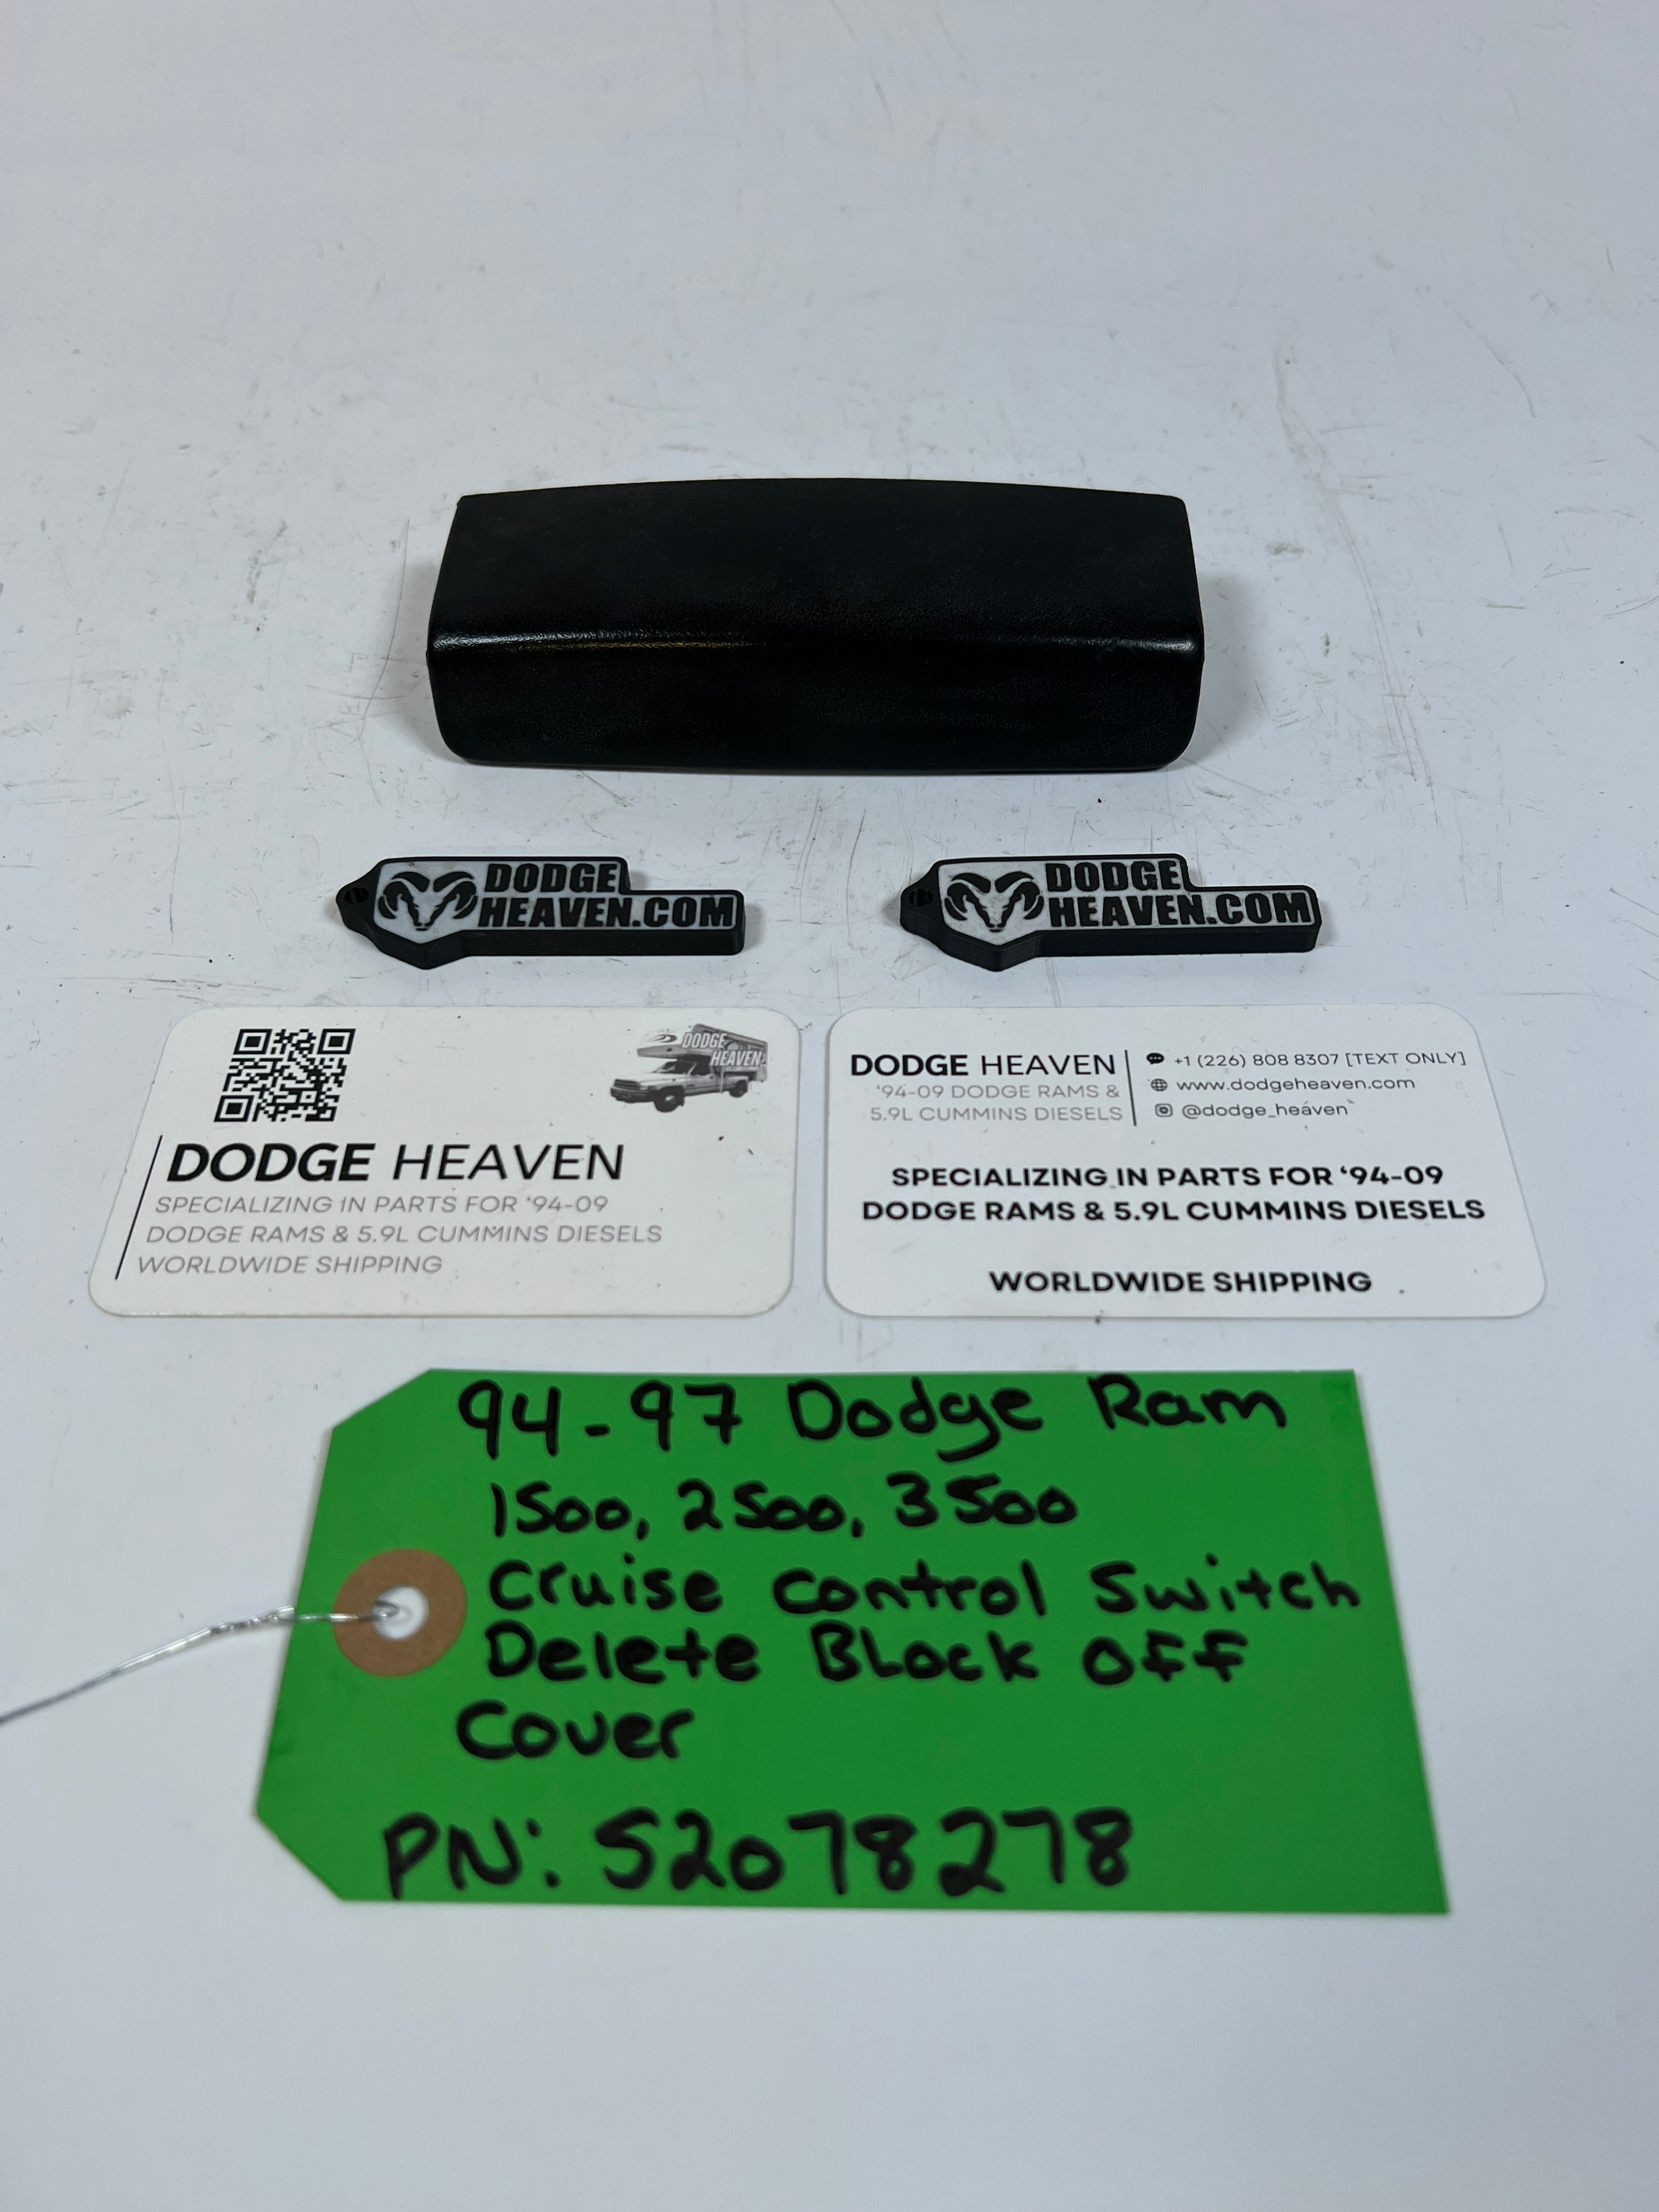 DODGE
HEAVEN.COM
DODGE
HEAVEN.COM
DODGE
HEAVEN
DODGE HEAVEN
SPECIALIZING IN PARTS FOR ‘94-09
DODGE RAMS & 5.9L CUMMINS DIESELS
WORLDWIDE SHIPPING
DODGE HEAVEN
‘94-09 DODGE RAMS &
5.9L CUMMINS DIESELS
+1 (226) 808 8307 [TEXT ONLY]
www.dodgeheaven.com
@dodge_heaven
SPECIALIZING IN PARTS FOR ‘94-09
DODGE RAMS & 5.9L CUMMINS DIESELS
WORLDWIDE SHIPPING
94-97 Dodge Ram
1500, 2500, 3500
Cruise Control Switch
Delete Block Off
Cover
PN: 52078278